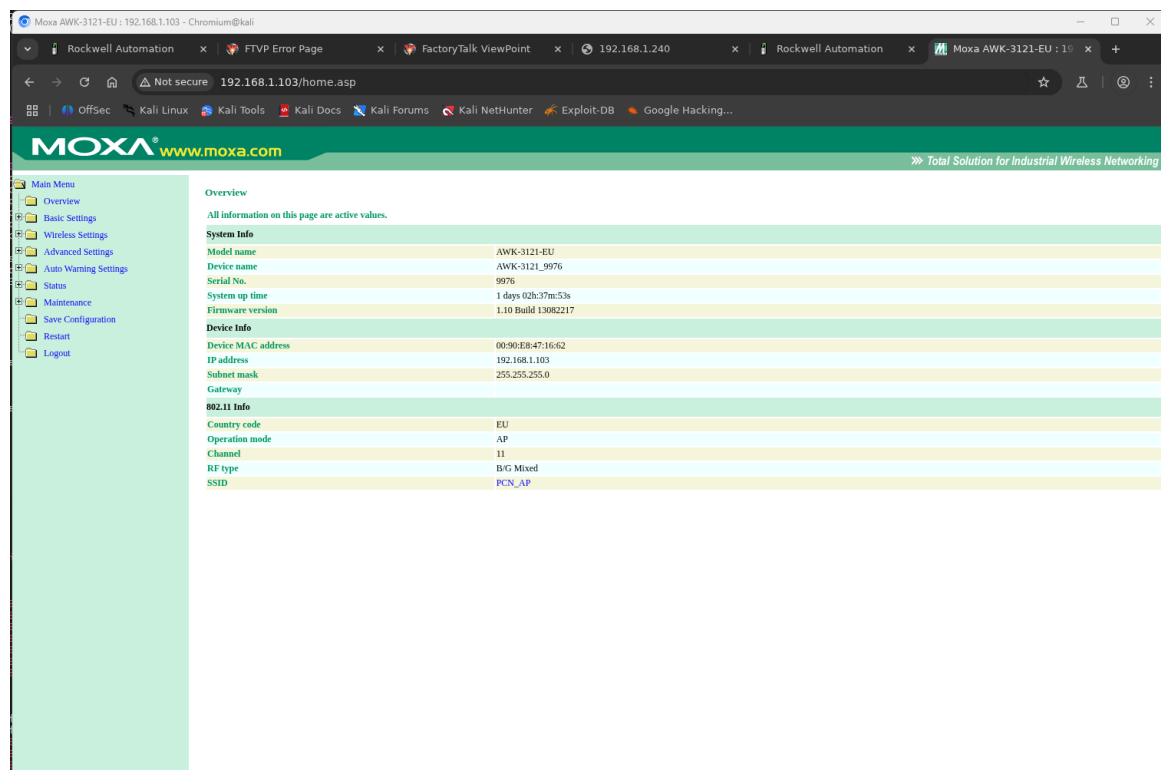 Moxa AWK-3121-EU : 192.168.1.103 - Chromium@kali
Rockwell Automation
FTVP Error Page
FactoryTalk ViewPoint
192.168.1.240
Rockwell Automation
Moxa AWK-3121-EU : 19
Not secure 192.168.1.103/home.asp
OffSec
Kali Linux
Kali Tools
Kali Docs
Kali Forums
Kali NetHunter
Exploit-DB
Google Hacking...
MOXA® www.moxa.com
Total Solution for Industrial Wireless Networking
Main Menu
Overview
Basic Settings
Wireless Settings
Advanced Settings
Auto Warning Settings
Status
Maintenance
Save Configuration
Restart
Logout
Overview
All information on this page are active values.
System Info
Model name AWK-3121-EU
Device name AWK-3121_9976
Serial No. 9976
System up time 1 days 02h:37m:53s
Firmware version 1.10 Build 13082217
Device Info
Device MAC address 00:90:E8:47:16:62
IP address 192.168.1.103
Subnet mask 255.255.255.0
Gateway
802.11 Info
Country code EU
Operation mode AP
Channel 11
RF type B/G Mixed
SSID PCN_AP